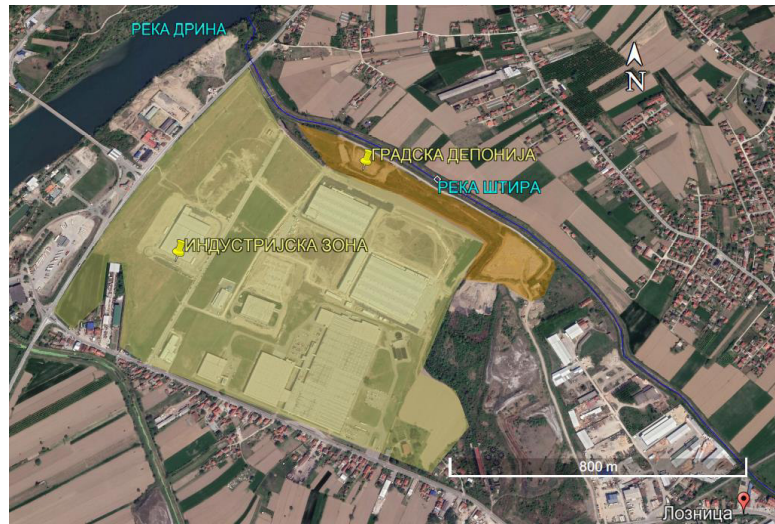 РЕКА ДРИНА
N
ГРАДСКА ДЕПОНИЈА
РЕКА ШТИРА
ИНДУСТРИЈСКА ЗОНА
800 m
Лозница